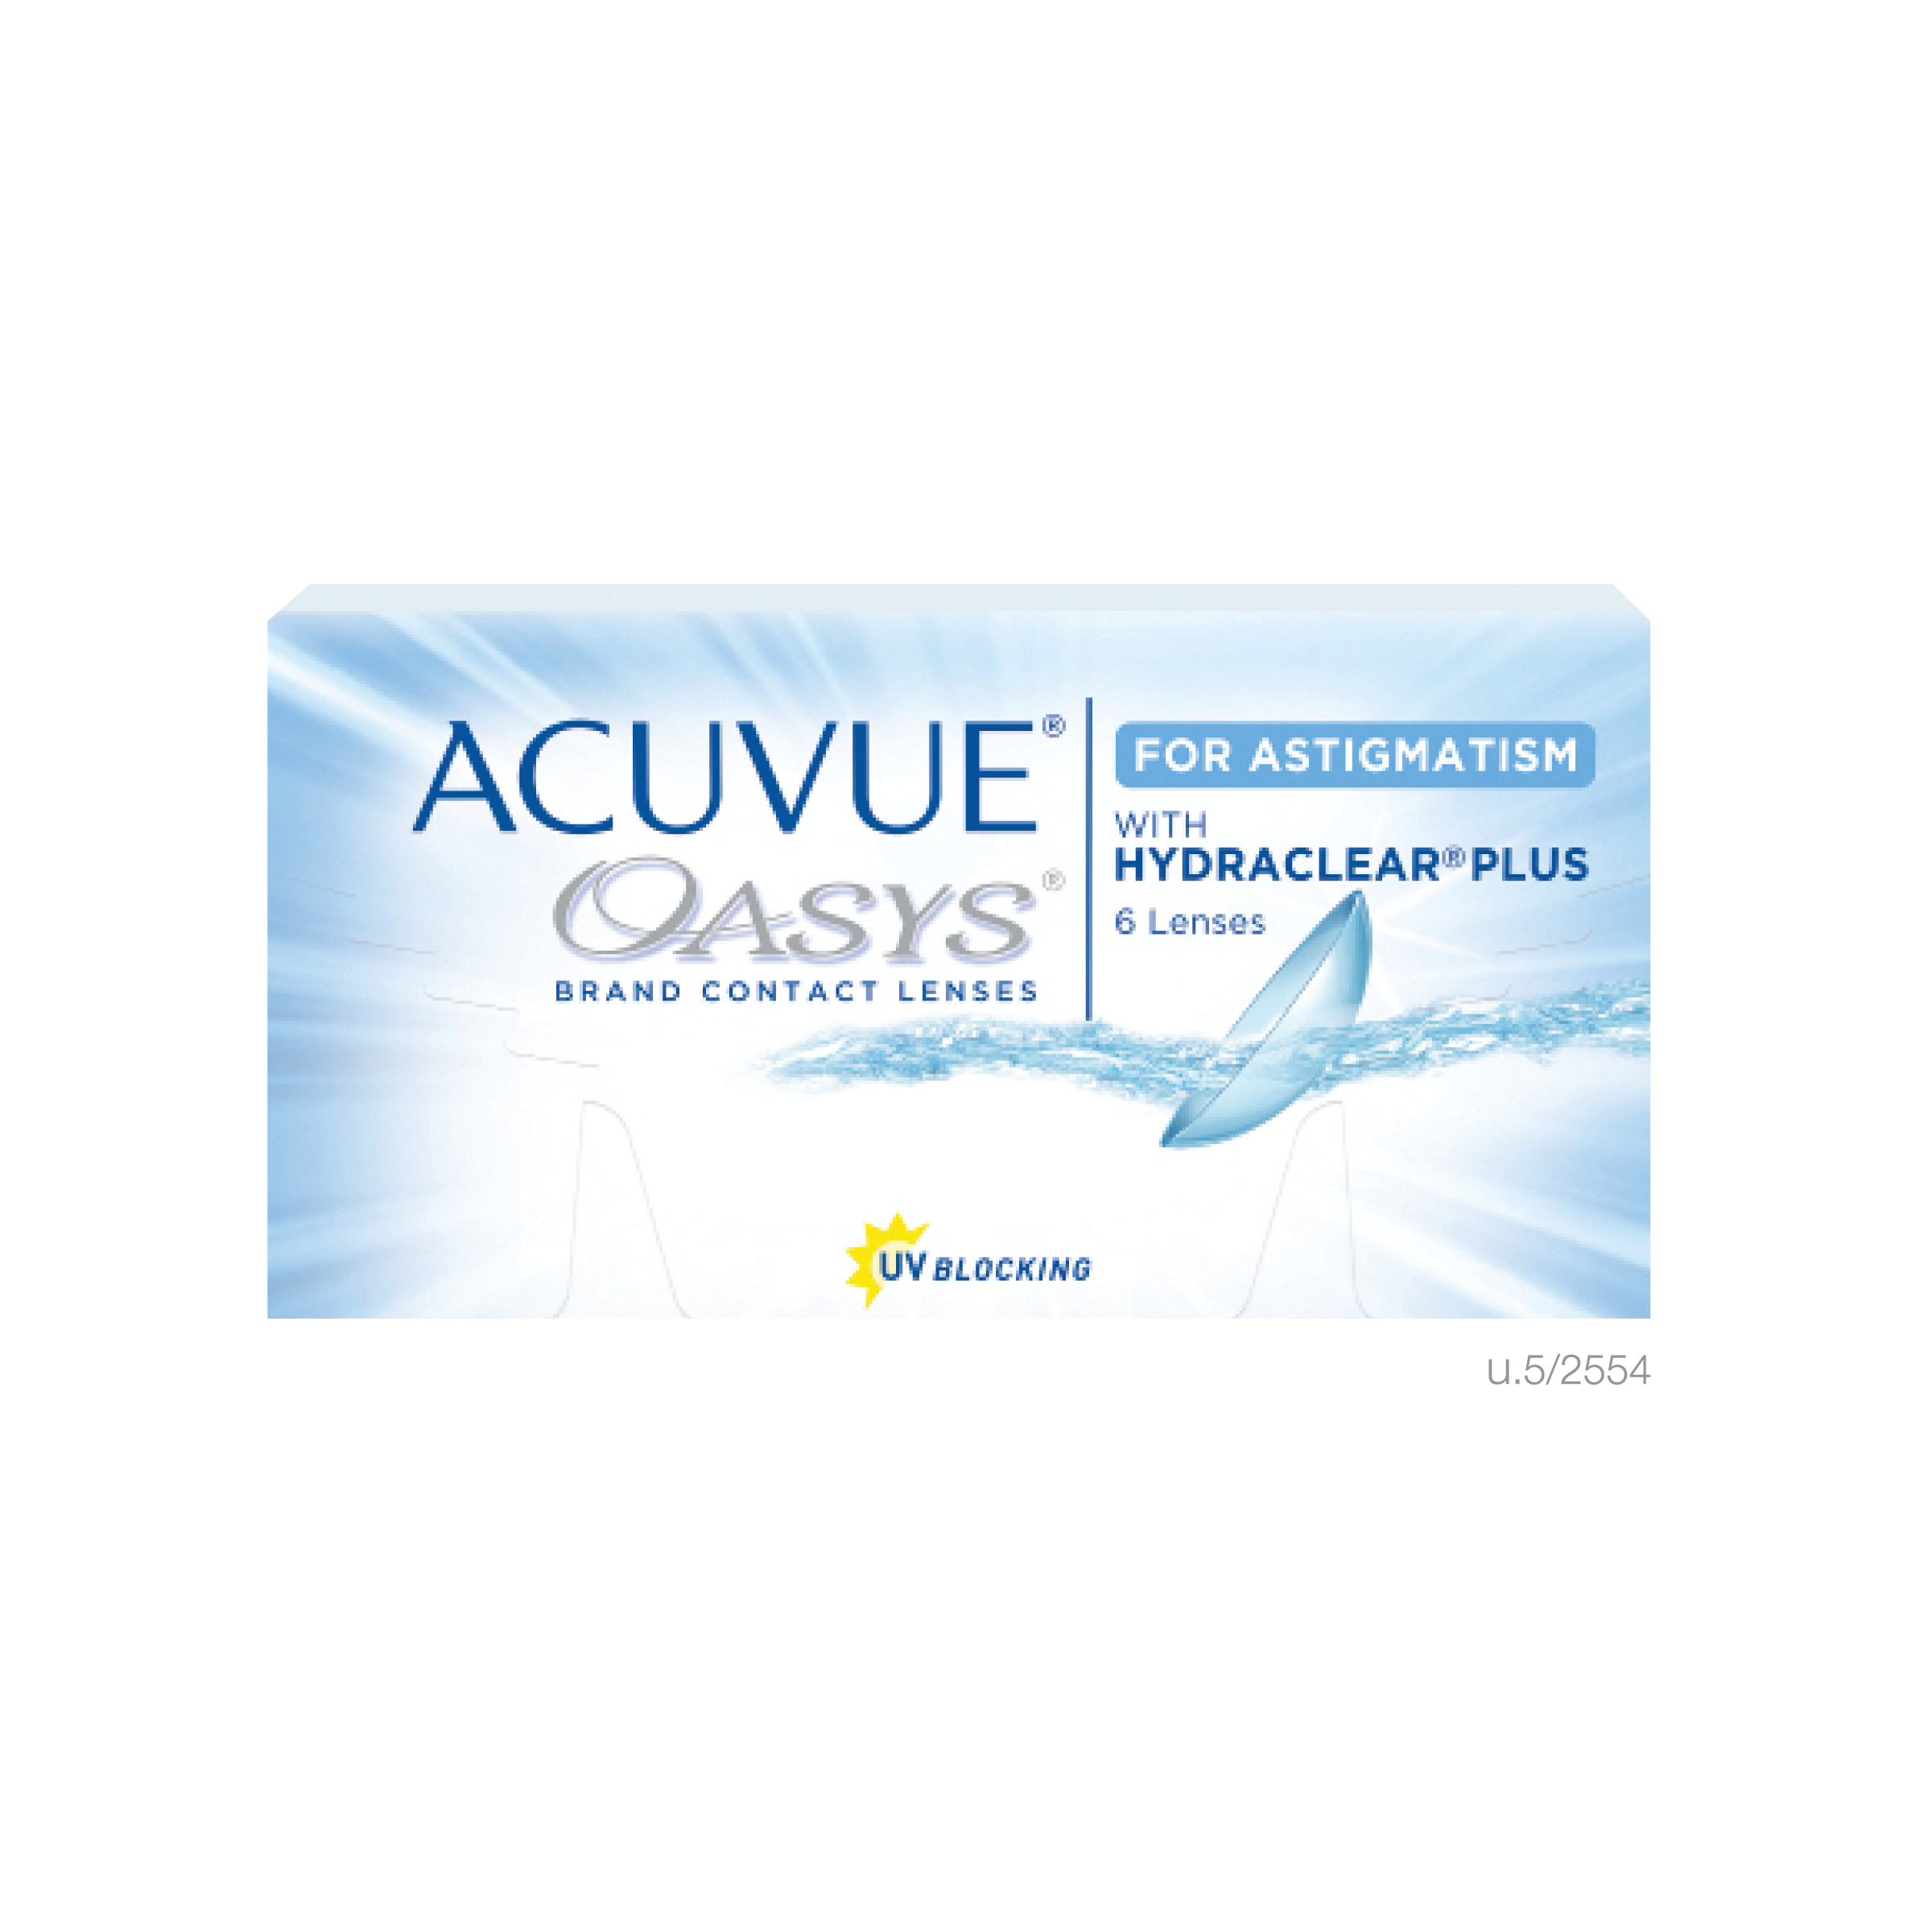 ACUVUE®
OASYS®
BRAND CONTACT LENSES
FOR ASTIGMATISM
WITH
HYDRACLEAR® PLUS
6 Lenses
UV BLOCKING
u.5/2554